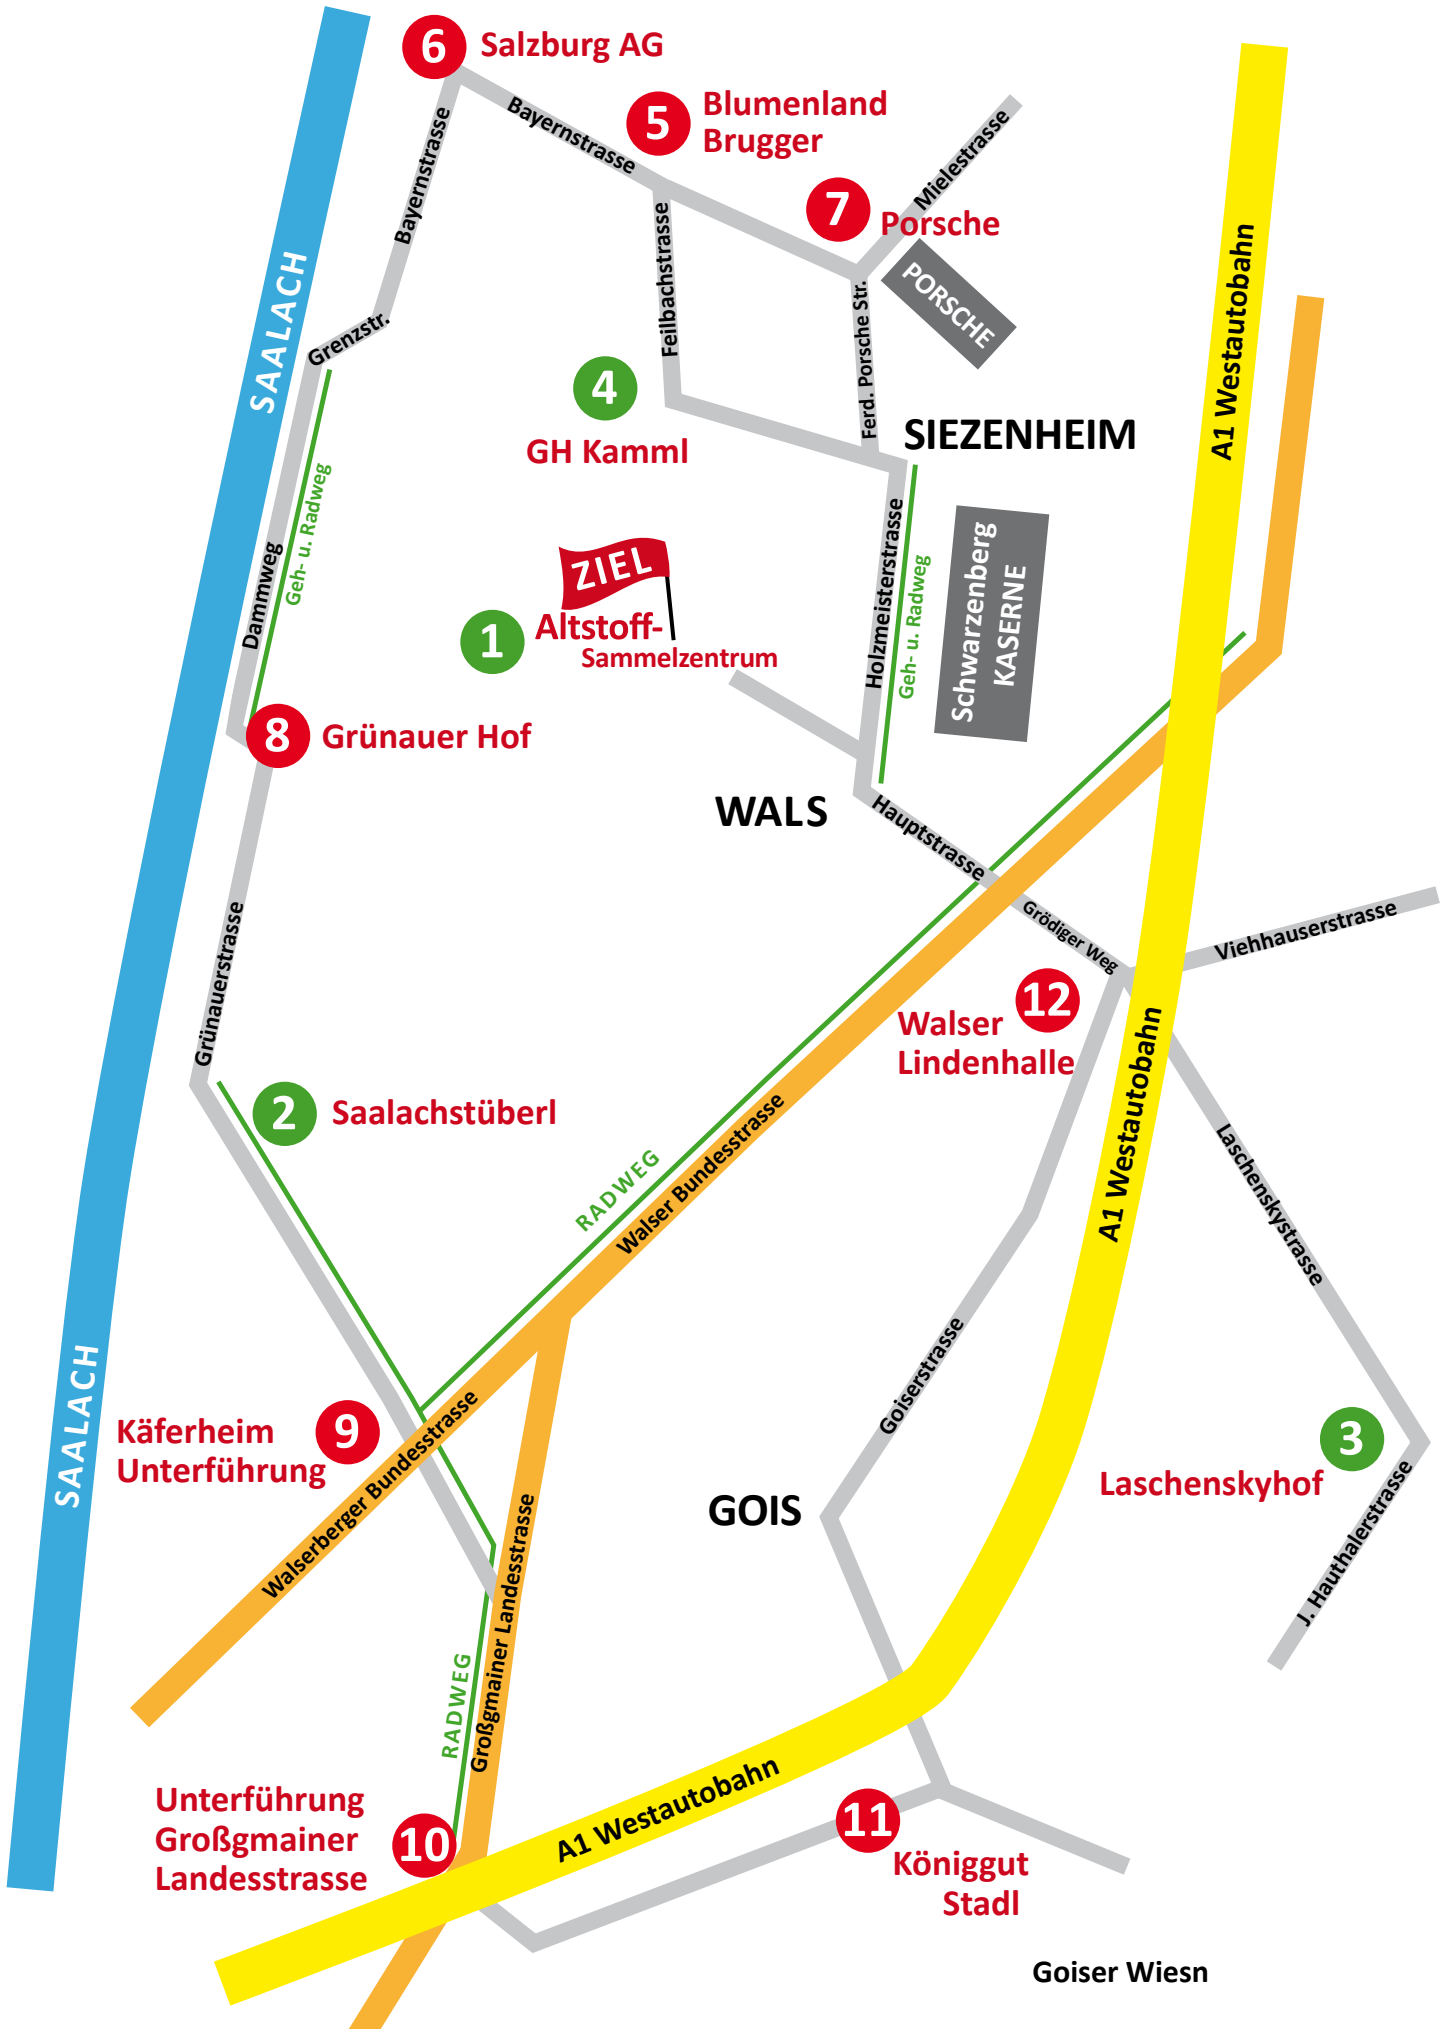 6
Salzburg AG
Bayernstrasse
5
Blumenland
Brugger
Mielestrasse
Bayernstrasse
7
Porsche
PORSCHE
SAALACH
Grenzstr.
Feilbachstrasse
Ferd. Porsche Str.
A1 Westautobahn
4
GH Kamml
SIEZENHEIM
Geh- u. Radweg
Dammweg
ZIEL
1
Altstoff-
Sammelzentrum
Holzmeisterstrasse
Geh- u. Radweg
Schwarzenberg
KASERNE
8
Grünauer Hof
WALS
Hauptstrasse
Grödiger Weg
Viehhauserstrasse
Grünauerstrasse
12
Walser
Lindenhalle
A1 Westautobahn
2
Saalachstüberl
RADWEG
Walser Bundesstrasse
Laschenskystrasse
SAALACH
Goiserstrasse
9
Käferheim
Unterführung
Walserberger Bundesstrasse
3
Laschenskyhof
GOIS
J. Hauthalerstrasse
Großgmainer Landesstrasse
RADWEG
A1 Westautobahn
Unterführung
Großgmainer
Landesstrasse
10
11
Königgut
Stadl
Goiser Wiesn